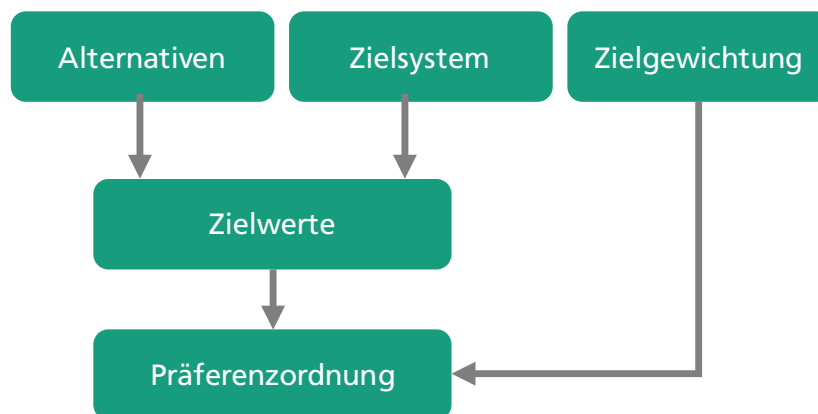 Alternativen
Zielsystem
Zielgewichtung
Zielwerte
Präferenzordnung